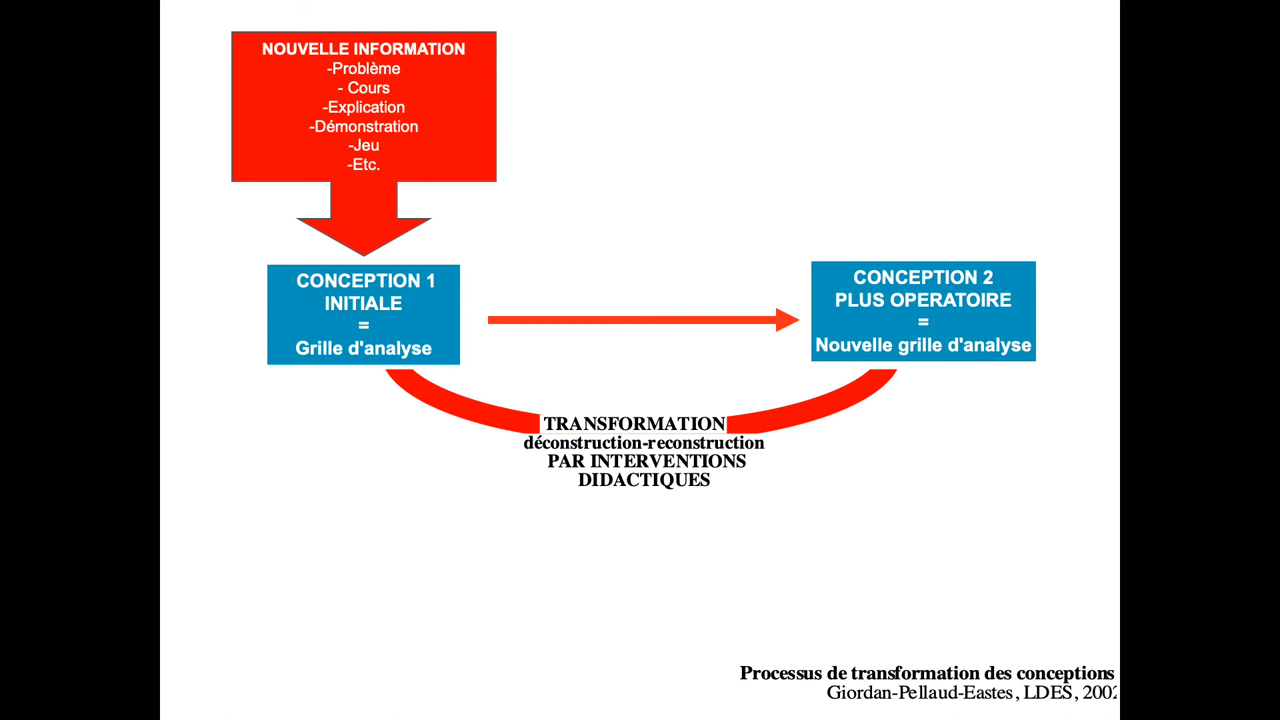 NOUVELLE INFORMATION
-Problème
- Cours
-Explication
-Démonstration
-Jeu
-Etc.
CONCEPTION 1
INITIALE
=
Grille d'analyse
CONCEPTION 2
PLUS OPERATOIRE
=
Nouvelle grille d'analyse
TRANSFORMATION
déconstruction-reconstruction
PAR INTERVENTIONS
DIDACTIQUES
Processus de transformation des conceptions
Giordan-Pellaud-Eastes, LDES, 2002